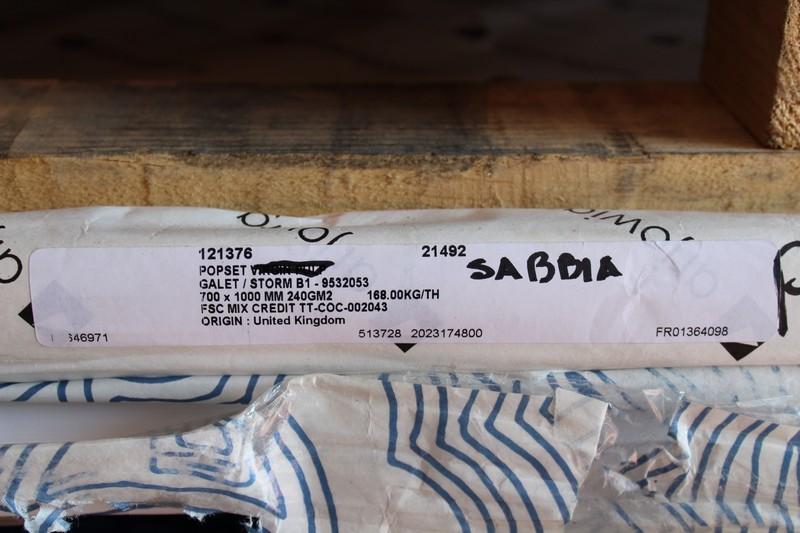 121376 21492
POPSET
SABBIA
GALET / STORM B1 - 9532053
700 x 1000 MM 240GM2 168.00KG/TH
FSC MIX CREDIT TT-COC-002043
ORIGIN : United Kingdom
513728 2023174800 FR01364098